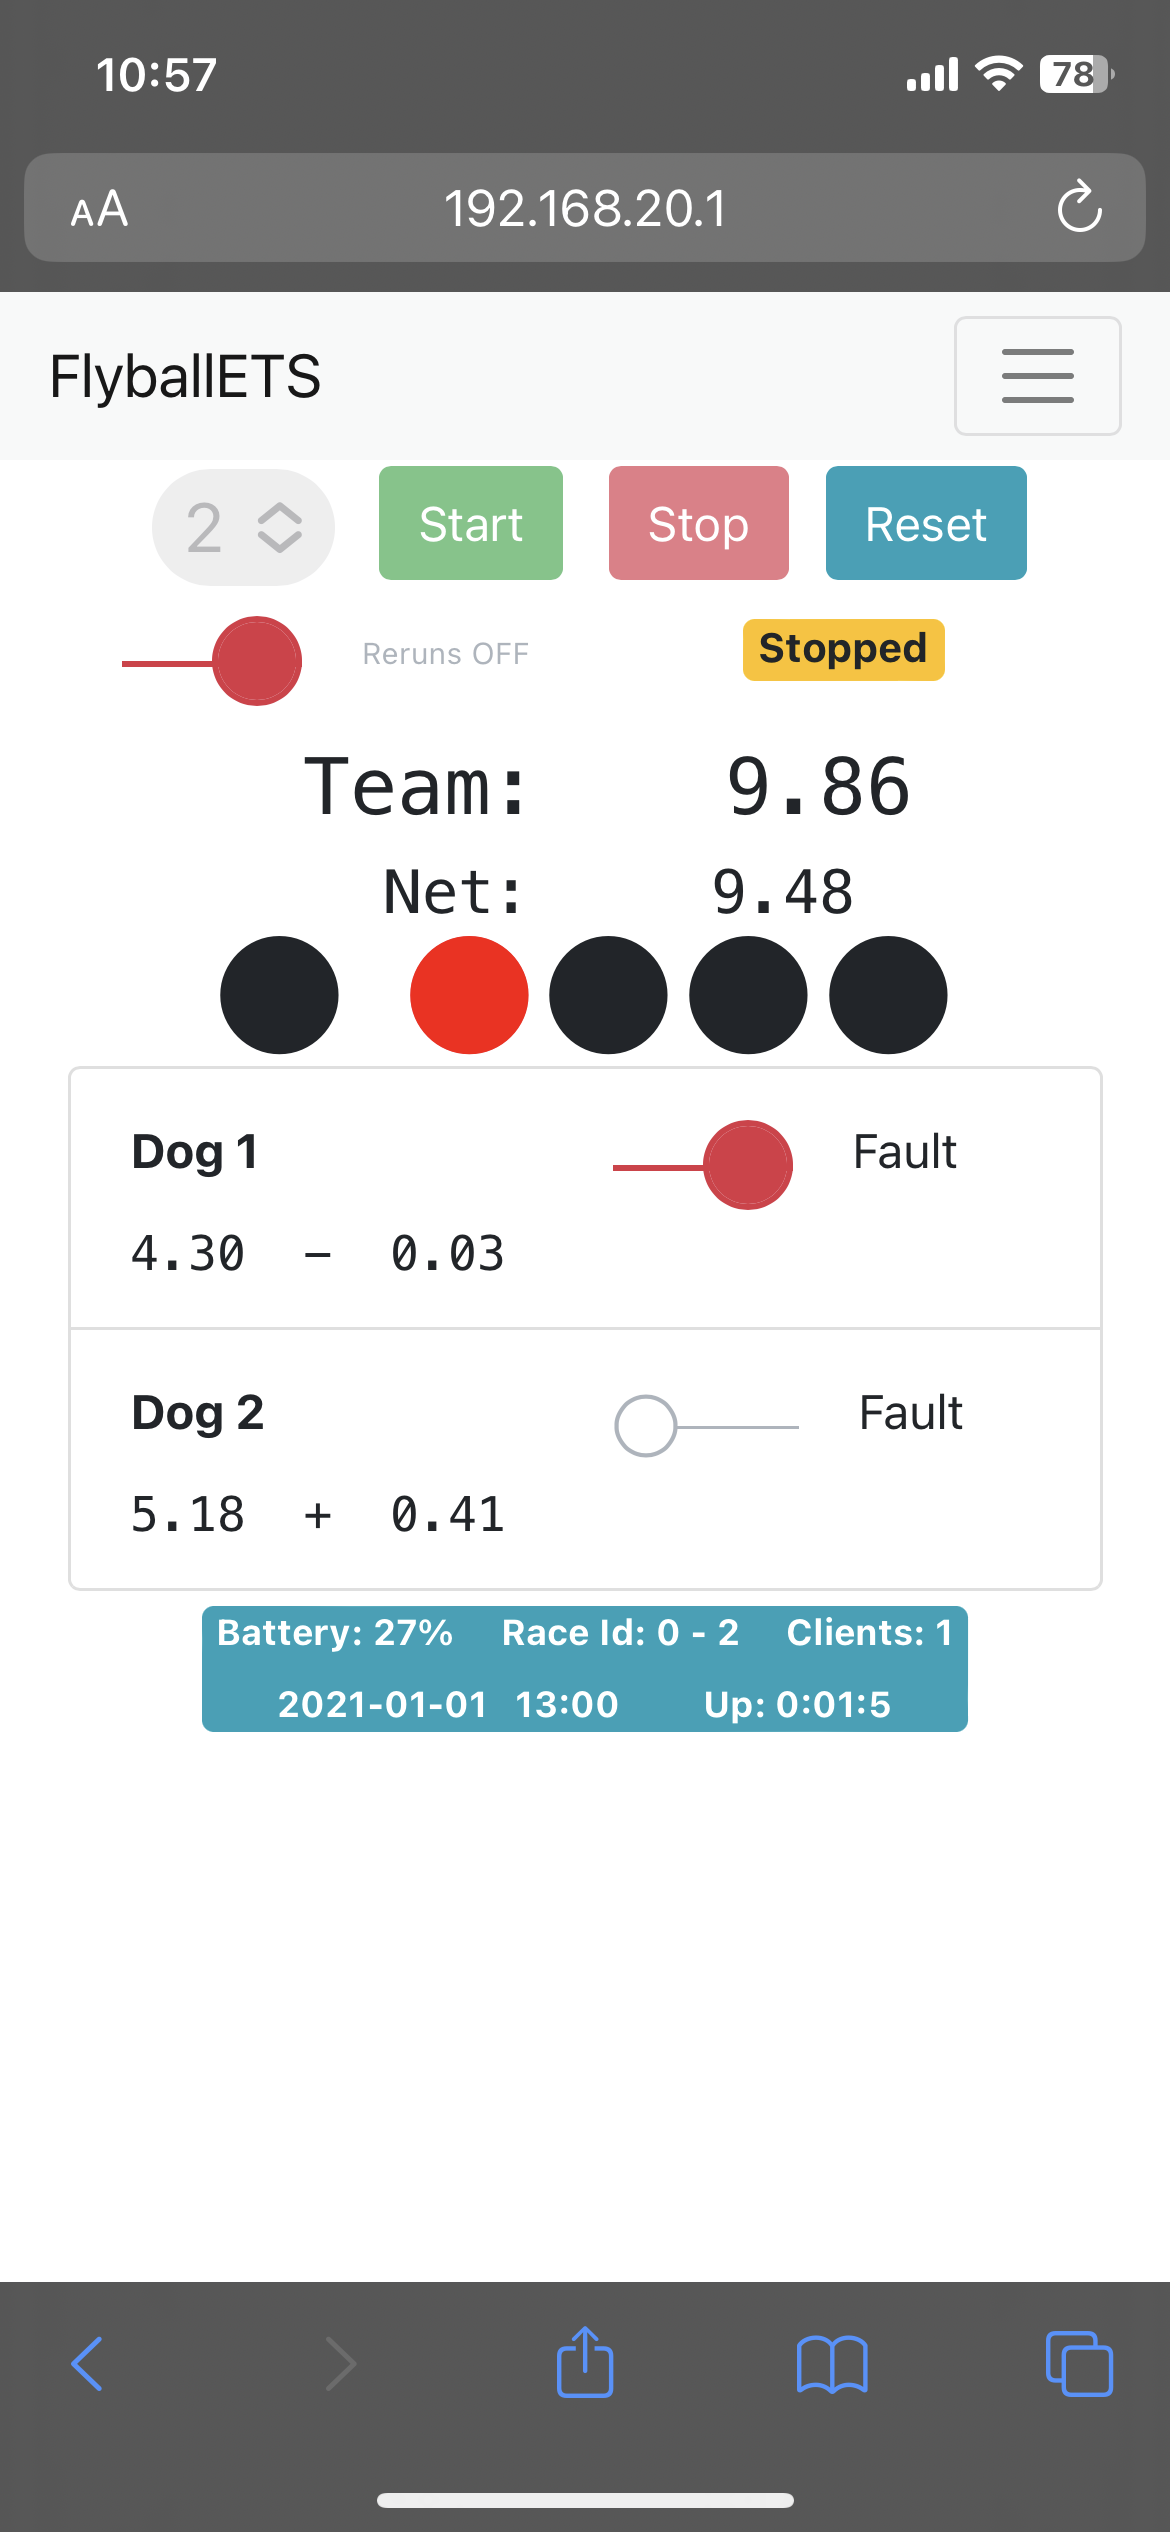 10:57
78
AA
192.168.20.1
FlyballETS
2 Start Stop Reset
Reruns OFF Stopped
Team: 9.86
Net: 9.48
Dog 1 Fault
4.30 - 0.03
Dog 2 Fault
5.18 + 0.41
Battery: 27% Race Id: 0 - 2 Clients: 1
2021-01-01 13:00 Up: 0:01:5